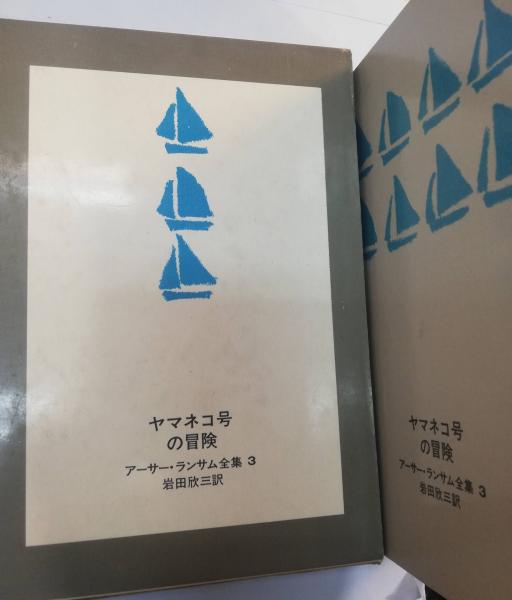 ヤマネコ号
の冒険
アーサー・ランサム全集 3
岩田欣三訳
ヤマネコ号
の冒険
アーサー・ランサム全集 3
岩田欣三訳